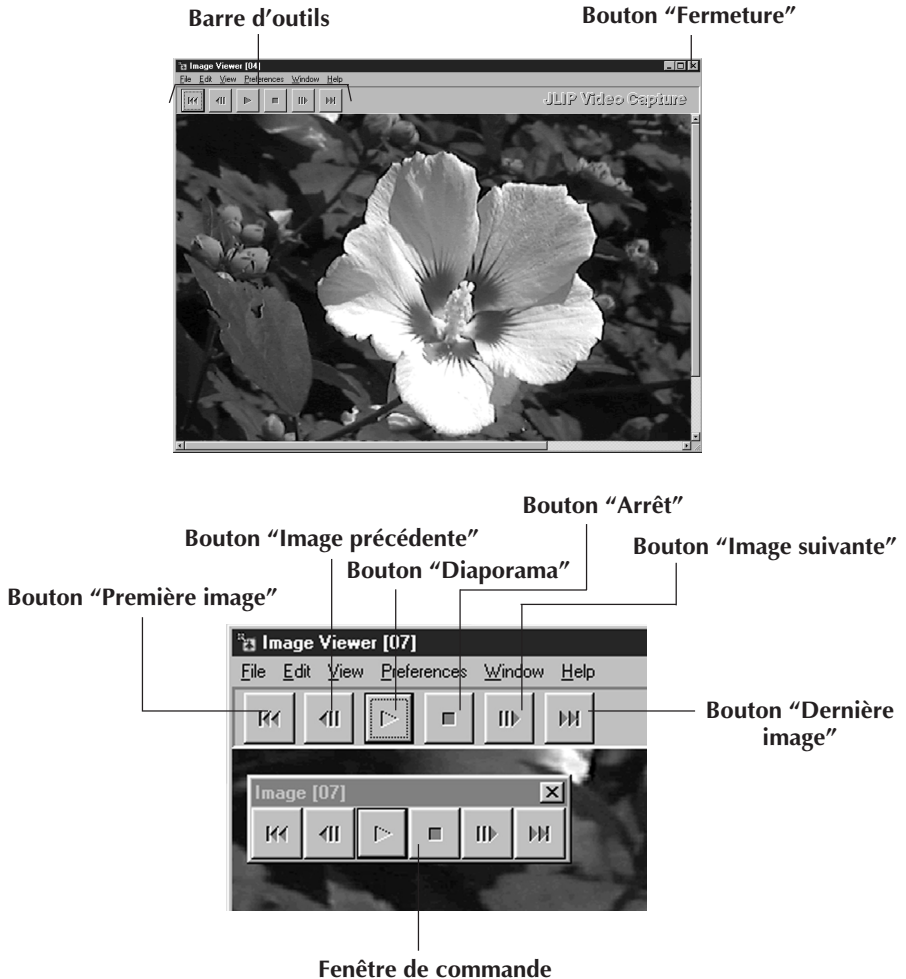 Barre d’outils
Bouton “Fermeture”
Image Viewer [04]
File Edit View Preferences Window Help
JLIP Video Capture
Bouton “Arrêt”
Bouton “Image précédente”
Bouton “Image suivante”
Bouton “Diaporama”
Bouton “Première image”
Image Viewer [07]
File Edit View Preferences Window Help
Bouton “Dernière
image”
Image [07]
Fenêtre de commande